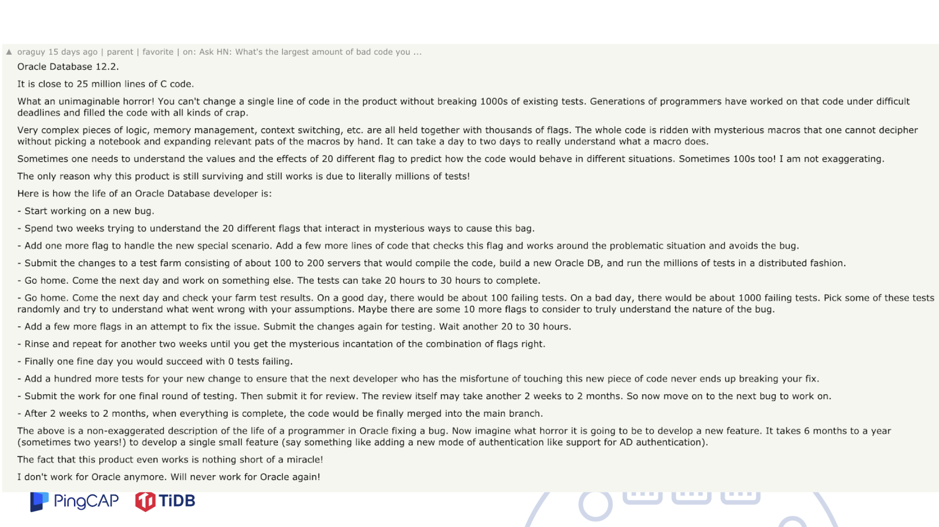 ▲ oraguy 15 days ago | parent | favorite | on: Ask HN: What's the largest amount of bad code you ...
Oracle Database 12.2.
It is close to 25 million lines of C code.
What an unimaginable horror! You can't change a single line of code in the product without breaking 1000s of existing tests. Generations of programmers have worked on that code under difficult
deadlines and filled the code with all kinds of crap.
Very complex pieces of logic, memory management, context switching, etc. are all held together with thousands of flags. The whole code is ridden with mysterious macros that one cannot decipher
without picking a notebook and expanding relevant pats of the macros by hand. It can take a day to two days to really understand what a macro does.
Sometimes one needs to understand the values and the effects of 20 different flag to predict how the code would behave in different situations. Sometimes 100s too! I am not exaggerating.
The only reason why this product is still surviving and still works is due to literally millions of tests!
Here is how the life of an Oracle Database developer is:
- Start working on a new bug.
- Spend two weeks trying to understand the 20 different flags that interact in mysterious ways to cause this bag.
- Add one more flag to handle the new special scenario. Add a few more lines of code that checks this flag and works around the problematic situation and avoids the bug.
- Submit the changes to a test farm consisting of about 100 to 200 servers that would compile the code, build a new Oracle DB, and run the millions of tests in a distributed fashion.
- Go home. Come the next day and work on something else. The tests can take 20 hours to 30 hours to complete.
- Go home. Come the next day and check your farm test results. On a good day, there would be about 100 failing tests. On a bad day, there would be about 1000 failing tests. Pick some of these tests
randomly and try to understand what went wrong with your assumptions. Maybe there are some 10 more flags to consider to truly understand the nature of the bug.
- Add a few more flags in an attempt to fix the issue. Submit the changes again for testing. Wait another 20 to 30 hours.
- Rinse and repeat for another two weeks until you get the mysterious incantation of the combination of flags right.
- Finally one fine day you would succeed with 0 tests failing.
- Add a hundred more tests for your new change to ensure that the next developer who has the misfortune of touching this new piece of code never ends up breaking your fix.
- Submit the work for one final round of testing. Then submit it for review. The review itself may take another 2 weeks to 2 months. So now move on to the next bug to work on.
- After 2 weeks to 2 months, when everything is complete, the code would be finally merged into the main branch.
The above is a non-exaggerated description of the life of a programmer in Oracle fixing a bug. Now imagine what horror it is going to be to develop a new feature. It takes 6 months to a year
(sometimes two years!) to develop a single small feature (say something like adding a new mode of authentication like support for AD authentication).
The fact that this product even works is nothing short of a miracle!
I don't work for Oracle anymore. Will never work for Oracle again!
PingCAP TiDB